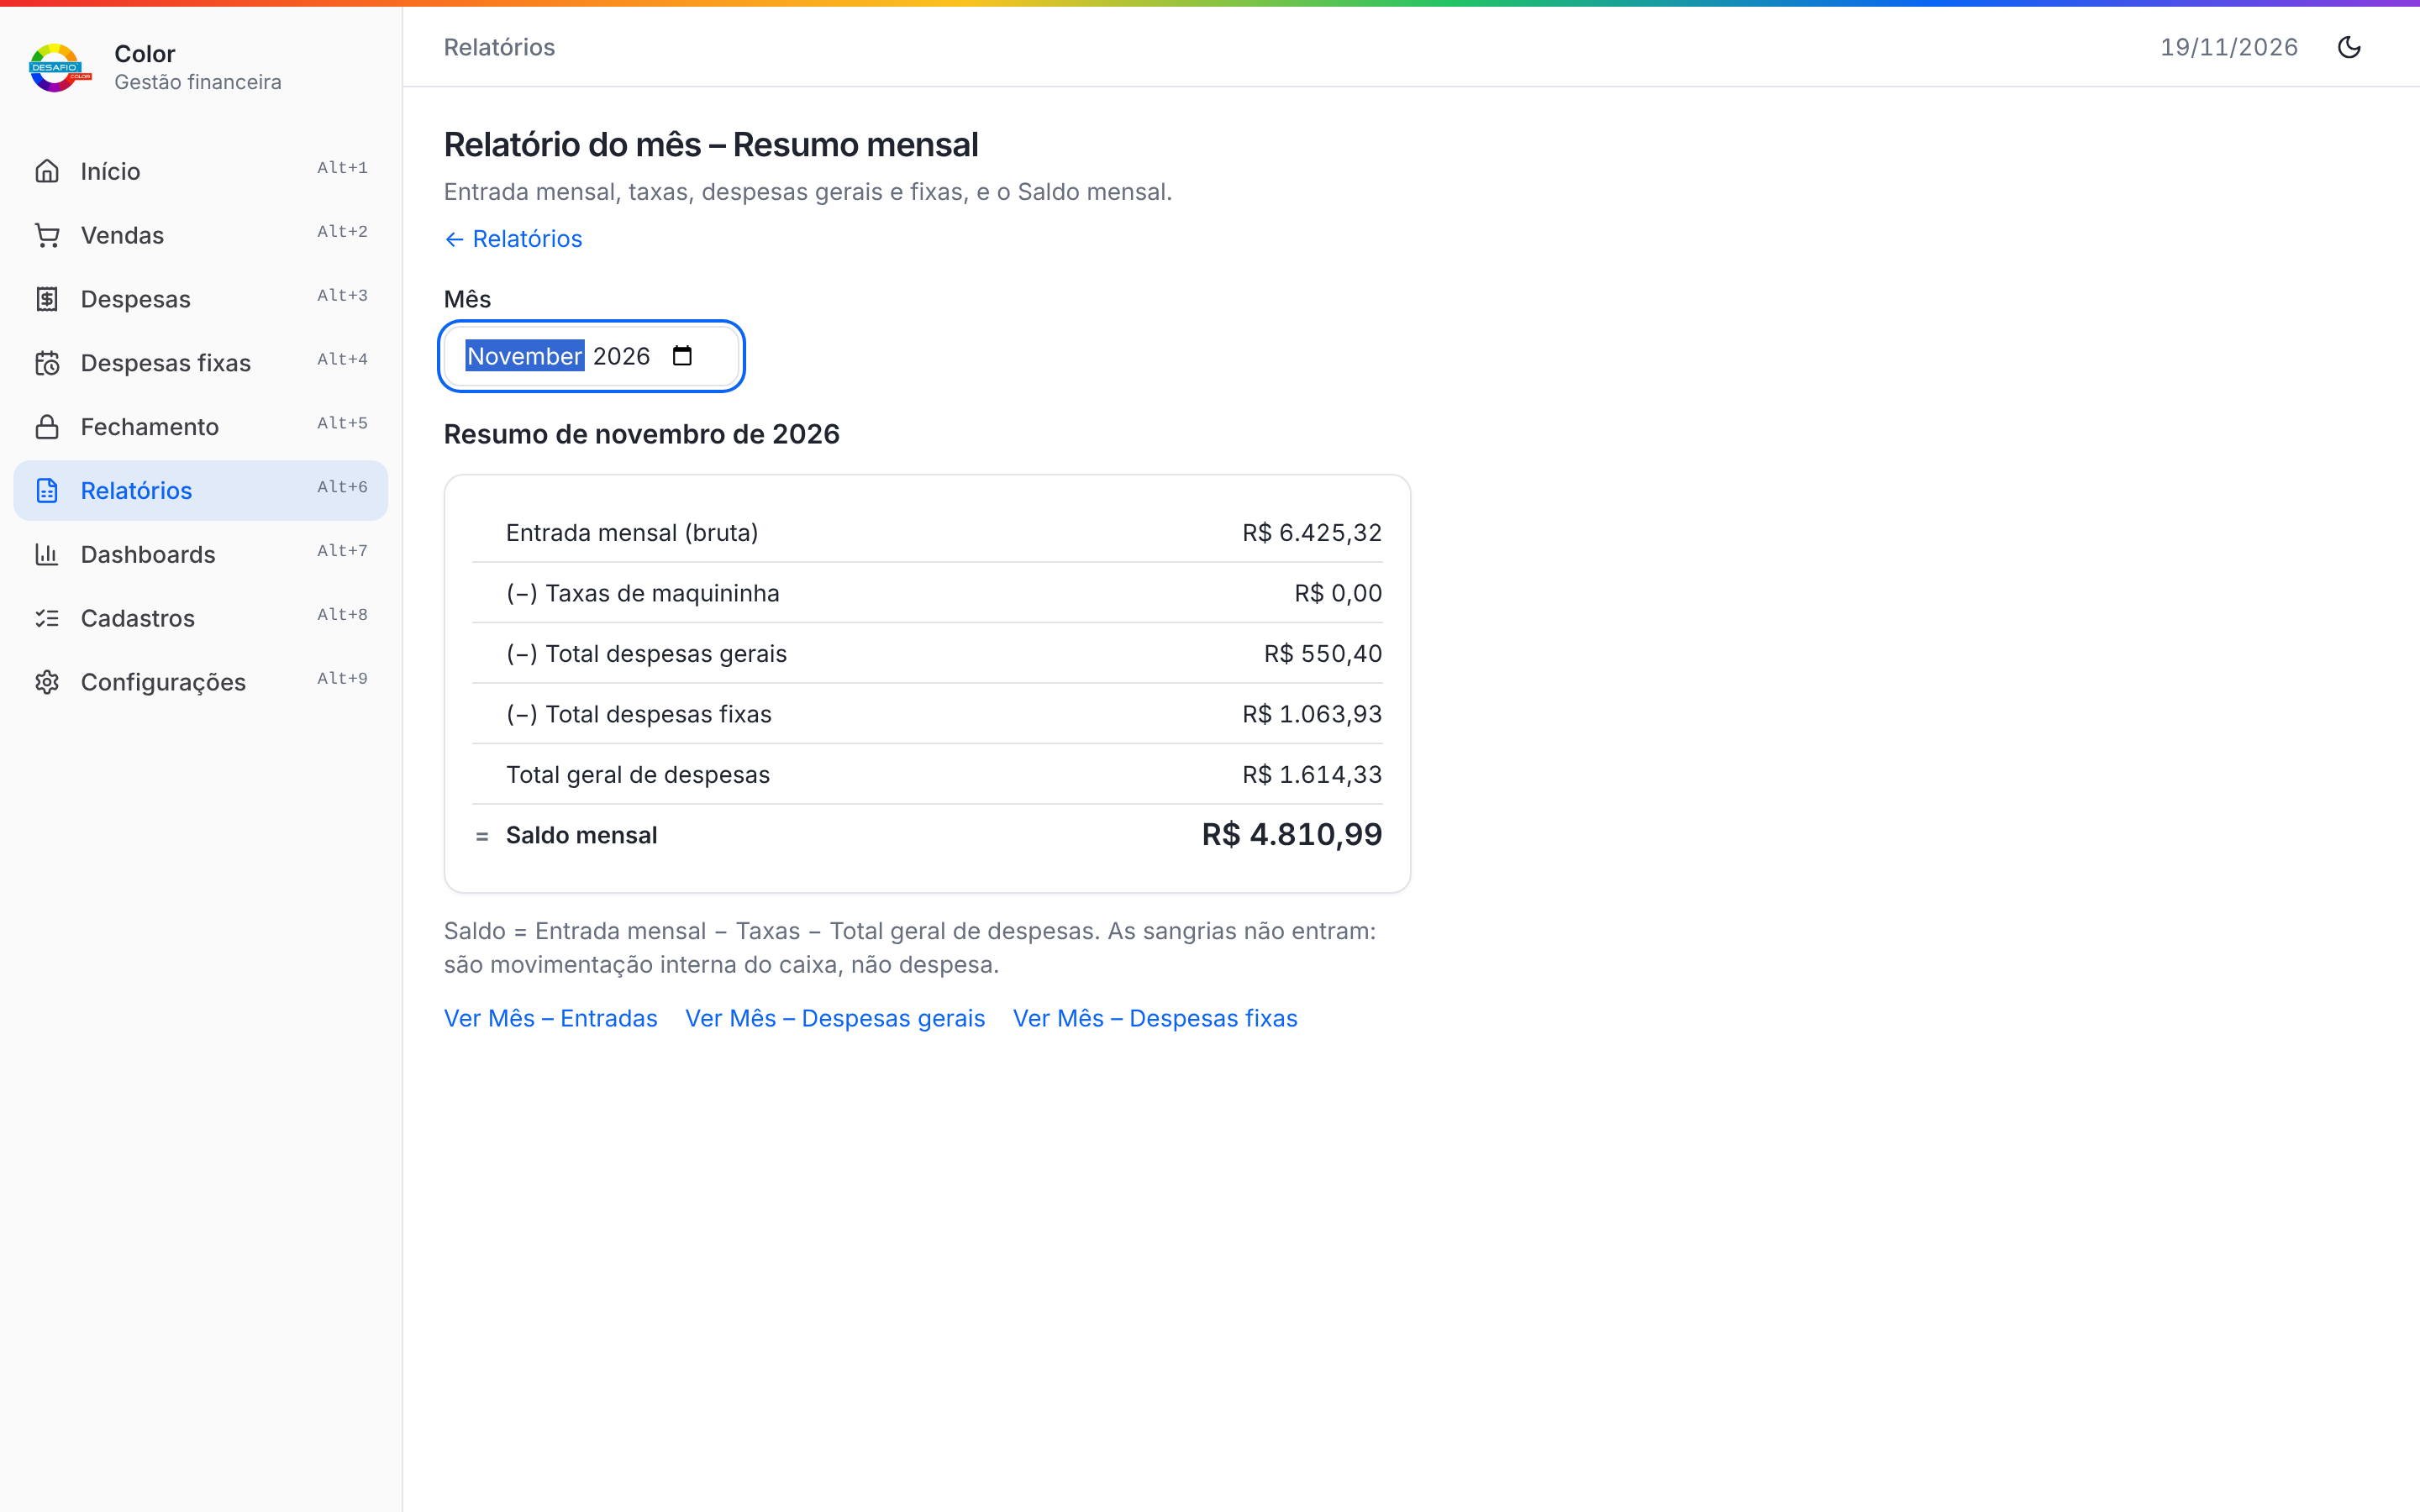 DESAFIO
COLOR
Color
Gestão financeira
Início Alt+1
Vendas Alt+2
Despesas Alt+3
Despesas fixas Alt+4
Fechamento Alt+5
Relatórios Alt+6
Dashboards Alt+7
Cadastros Alt+8
Configurações Alt+9
Relatórios 19/11/2026
Relatório do mês – Resumo mensal
Entrada mensal, taxas, despesas gerais e fixas, e o Saldo mensal.
← Relatórios
Mês
November 2026
Resumo de novembro de 2026
Entrada mensal (bruta) R$ 6.425,32
(−) Taxas de maquininha R$ 0,00
(−) Total despesas gerais R$ 550,40
(−) Total despesas fixas R$ 1.063,93
Total geral de despesas R$ 1.614,33
= Saldo mensal R$ 4.810,99
Saldo = Entrada mensal − Taxas − Total geral de despesas. As sangrias não entram:
são movimentação interna do caixa, não despesa.
Ver Mês – Entradas Ver Mês – Despesas gerais Ver Mês – Despesas fixas